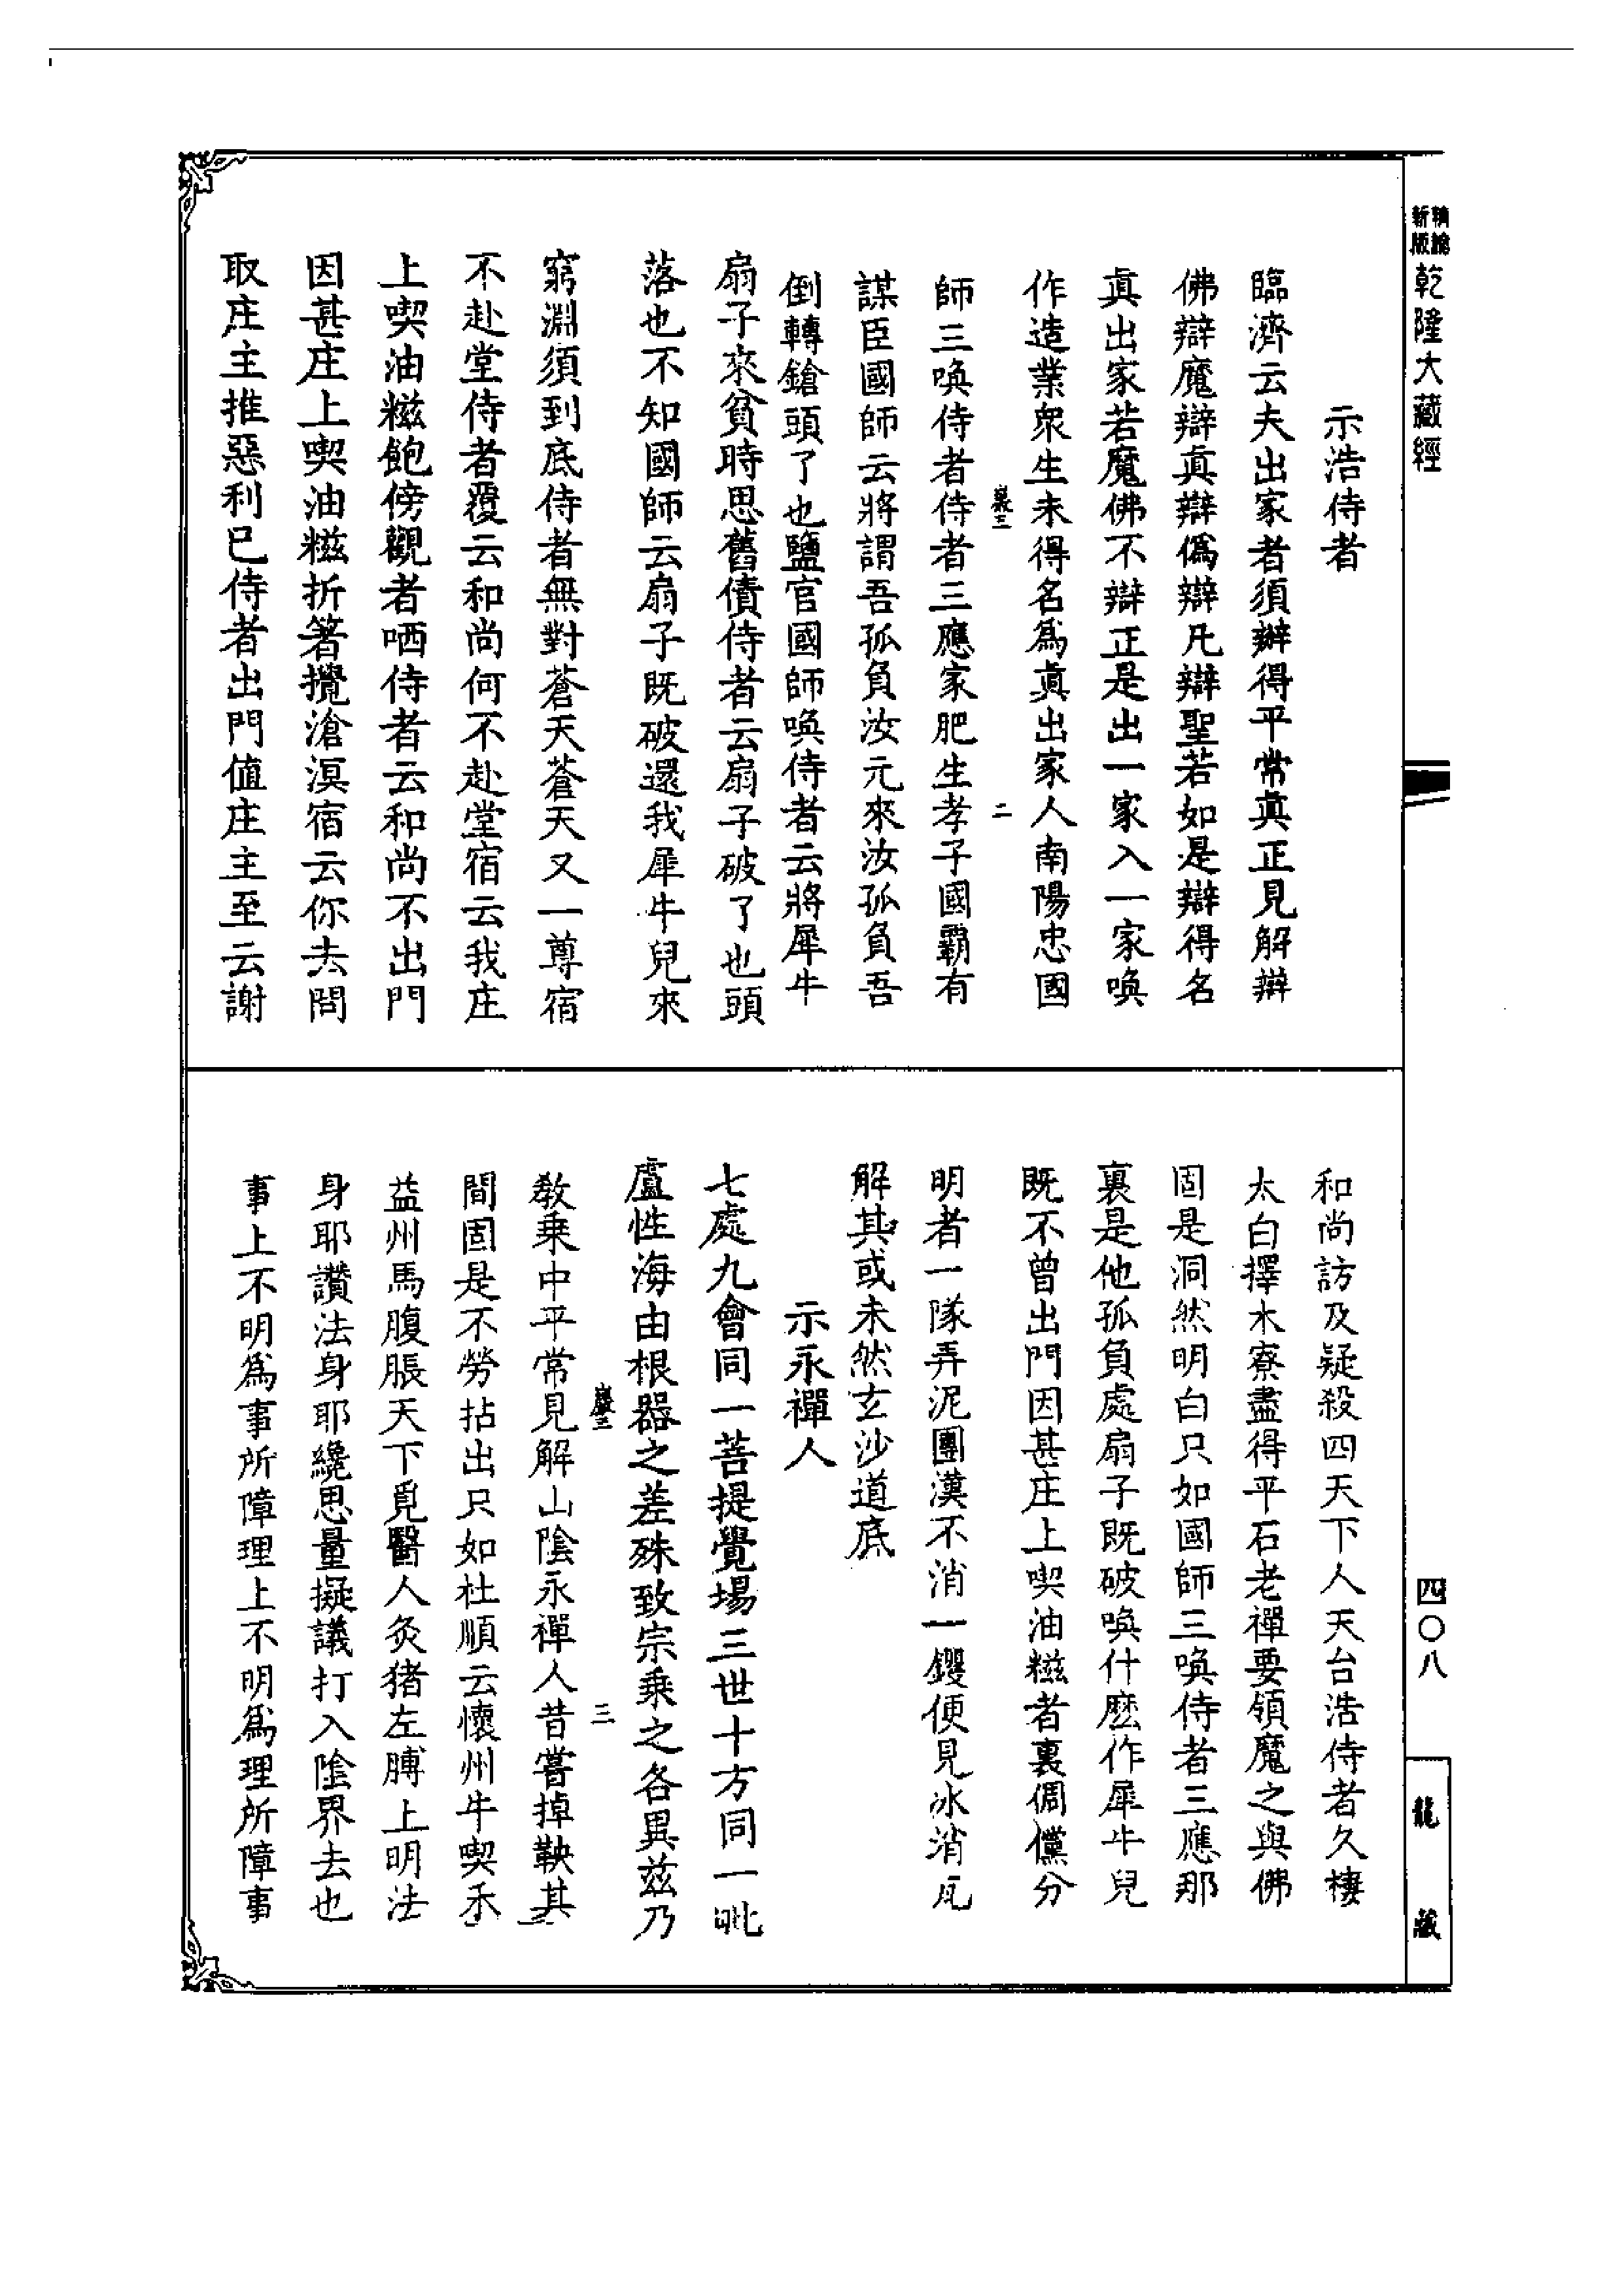 新版
乾隆大藏經
示浩侍者
臨濟云夫出家者須辦得平常眞正見解辯
佛辯魔辯眞辯僞辯凡辯聖若如是辯得名
眞出家若魔佛不辯正是出一家入一家喚
作造業衆生未得名爲眞出家人南陽忠國
二
師三喚侍者侍者三應家肥生孝子國霸有
謀臣國師云將謂吾孤負汝元來汝孤負吾
倒轉鎗頭了也鹽官國師喚侍者云將犀牛
扇子來貧時思舊債侍者云扇子破了也頭
落也不知國師云扇子既破還我犀牛兒來
窮淵須到底侍者無對蒼天蒼天又一尊宿
不赴堂侍者覆云和尚何不赴堂宿云我庄
上喫油糍飽傍觀者哂侍者云和尚不出門
因甚庄上喫油糍折筯攪滄溟宿云你去問
取庄主推惡利已侍者出門値庄主至云謝
和尚訪及疑殺四天下人天台浩侍者久棲
太白擇木寮盡得平石老禪要領魔之與佛
固是洞然明白只如國師三喚侍者三應那
裏是他孤負處扇子既破喚什麽作犀牛兒
既不曾出門因甚庄上喫油糍者裏倜儻分
明者一隊弄泥團漢不消一鑁便見冰消瓦
解其或未然玄沙道底
示永禪人
七處九會同一菩提覺場三世十方同一毗
盧性海由根器之差殊致宗乘之各異茲乃
三
教乘中平常見解山陰永禪人昔嘗掉鞅其
間固是不勞拈出只如杜順云懷州牛喫禾
益州馬腹脹天下覓醫人灸猪左膊上明法
身耶讚法身耶纔思量擬議打入陰界去也
事上不明爲事所障理上不明爲理所障事
四〇八
龍藏